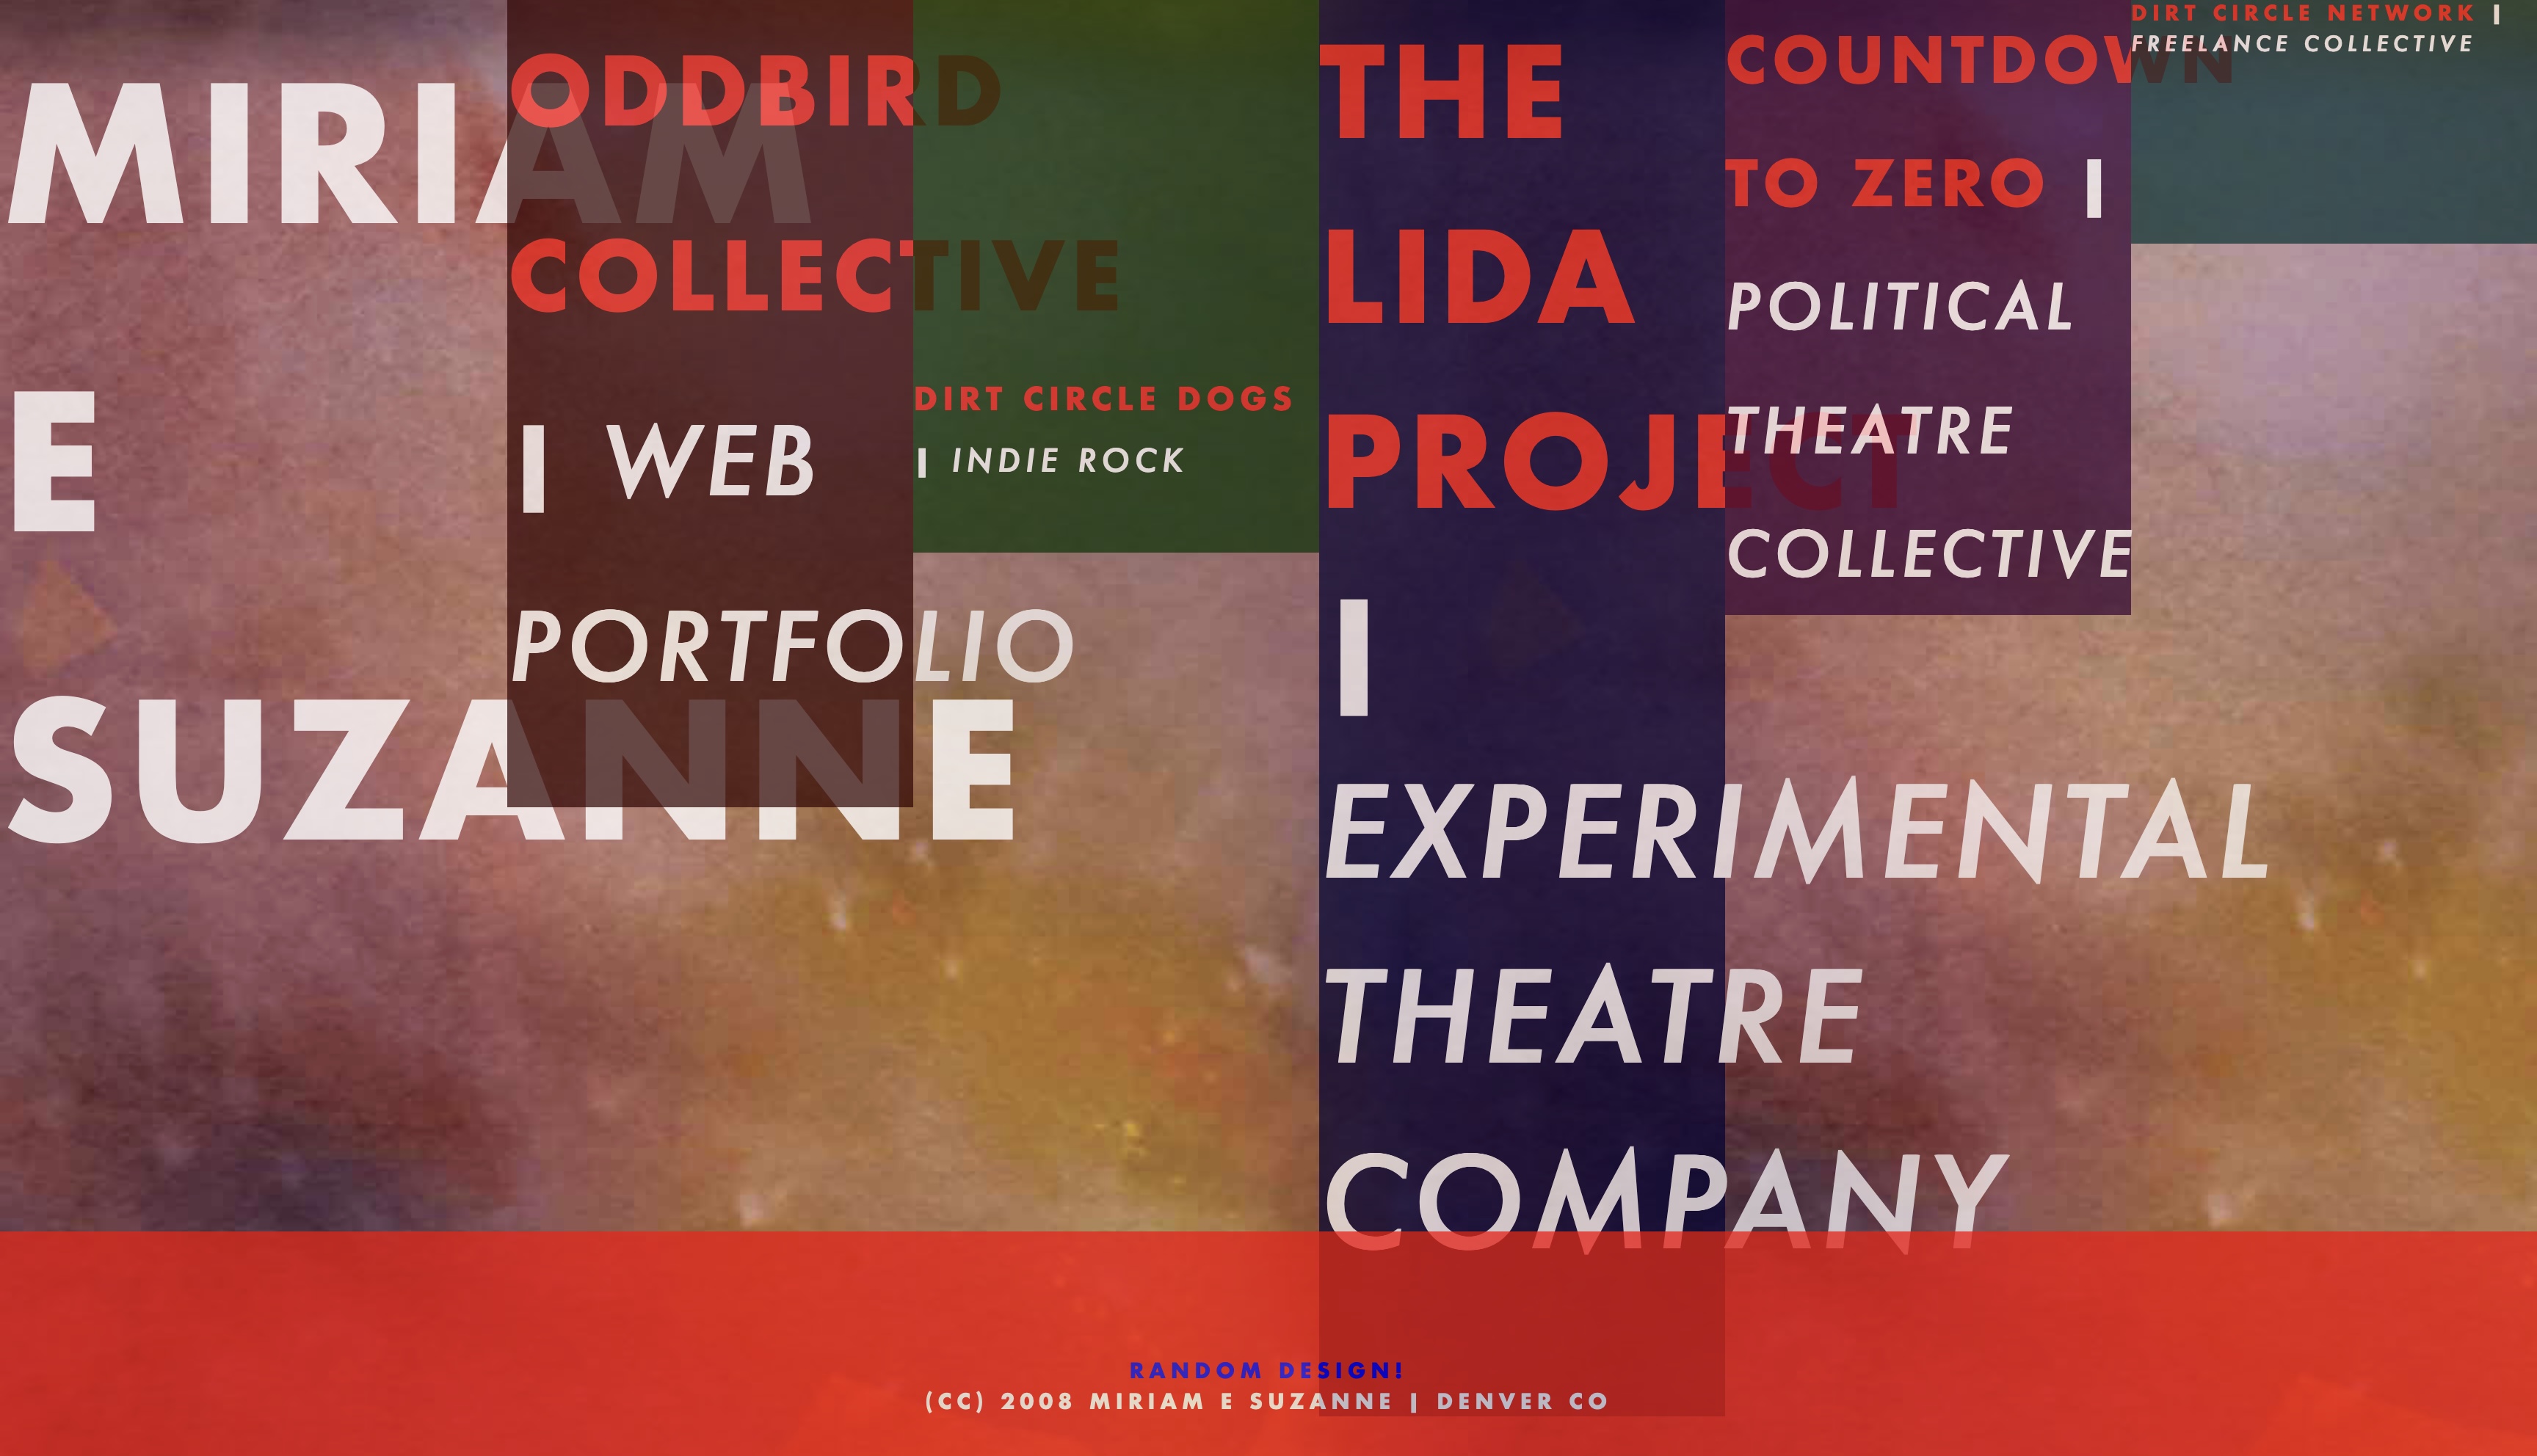 MIRIAM
E
SUZANNE
ODDBIRD
COLLECTIVE
| WEB
PORTFOLIO
DIRT CIRCLE DOGS
| INDIE ROCK
THE
LIDA
PROJECT
|
EXPERIMENTAL
THEATRE
COMPANY
COUNTDOWN
TO ZERO |
POLITICAL
THEATRE
COLLECTIVE
DIRT CIRCLE NETWORK |
FREELANCE COLLECTIVE
RANDOM DESIGN!
(CC) 2008 MIRIAM E SUZANNE | DENVER CO